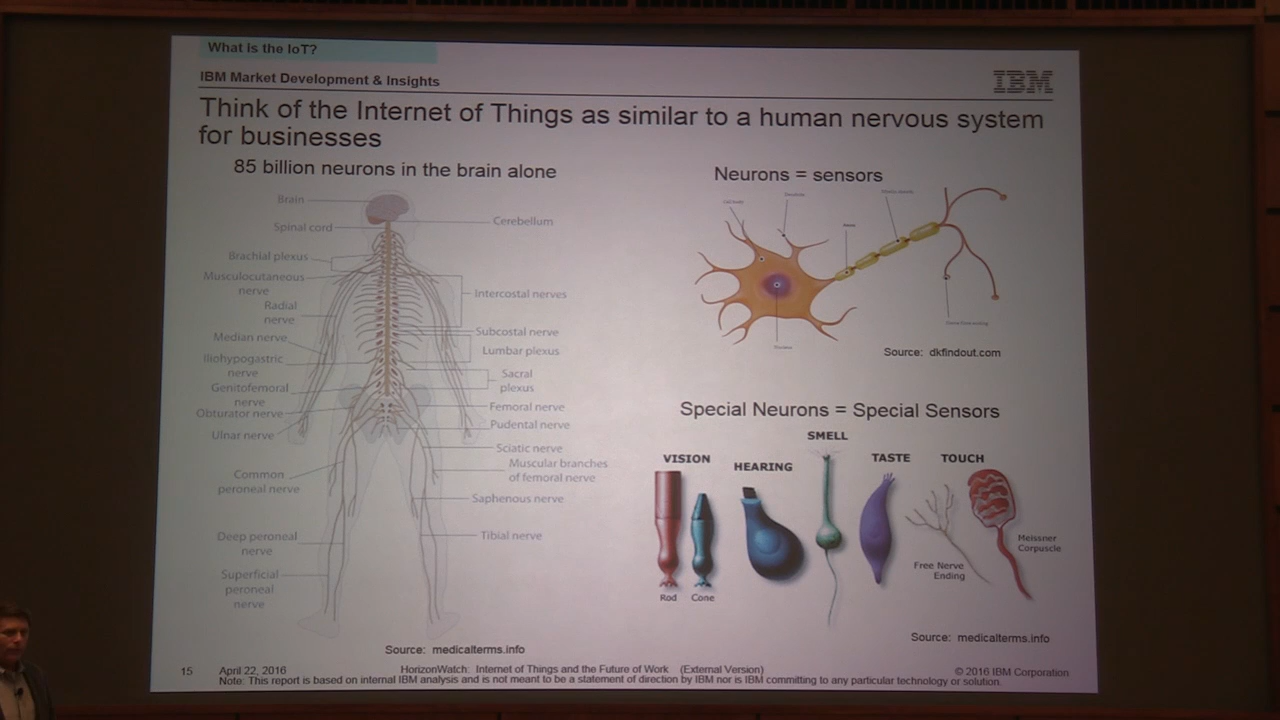 What is the IoT?
IBM Market Development & Insights
IBM
Think of the Internet of Things as similar to a human nervous system
for businesses
85 billion neurons in the brain alone
Brain
Spinal cord
Cerebellum
Brachial plexus
Musculocutaneous
nerve
Radial
nerve
Median nerve
Iliohypogastric
nerve
Genitofemoral
nerve
Obturator nerve
Ulnar nerve
Common
peroneal nerve
Deep peroneal
nerve
Superficial
peroneal
nerve
Intercostal nerves
Subcostal nerve
Lumbar plexus
Sacral
plexus
Femoral nerve
Pudental nerve
Sciatic nerve
Muscular branches
of femoral nerve
Saphenous nerve
Tibial nerve
Source: medicalterms.info
Neurons = sensors
Source: dkfindout.com
Special Neurons = Special Sensors
VISION
HEARING
SMELL
TASTE
TOUCH
Rod
Cone
Free Nerve
Ending
Meissner
Corpuscle
Source: medicalterms.info
15
April 22, 2016
HorizonWatch: Internet of Things and the Future of Work (External Version)
© 2016 IBM Corporation
Note: This report is based on internal IBM analysis and is not meant to be a statement of direction by IBM nor is IBM committing to any particular technology or solution.